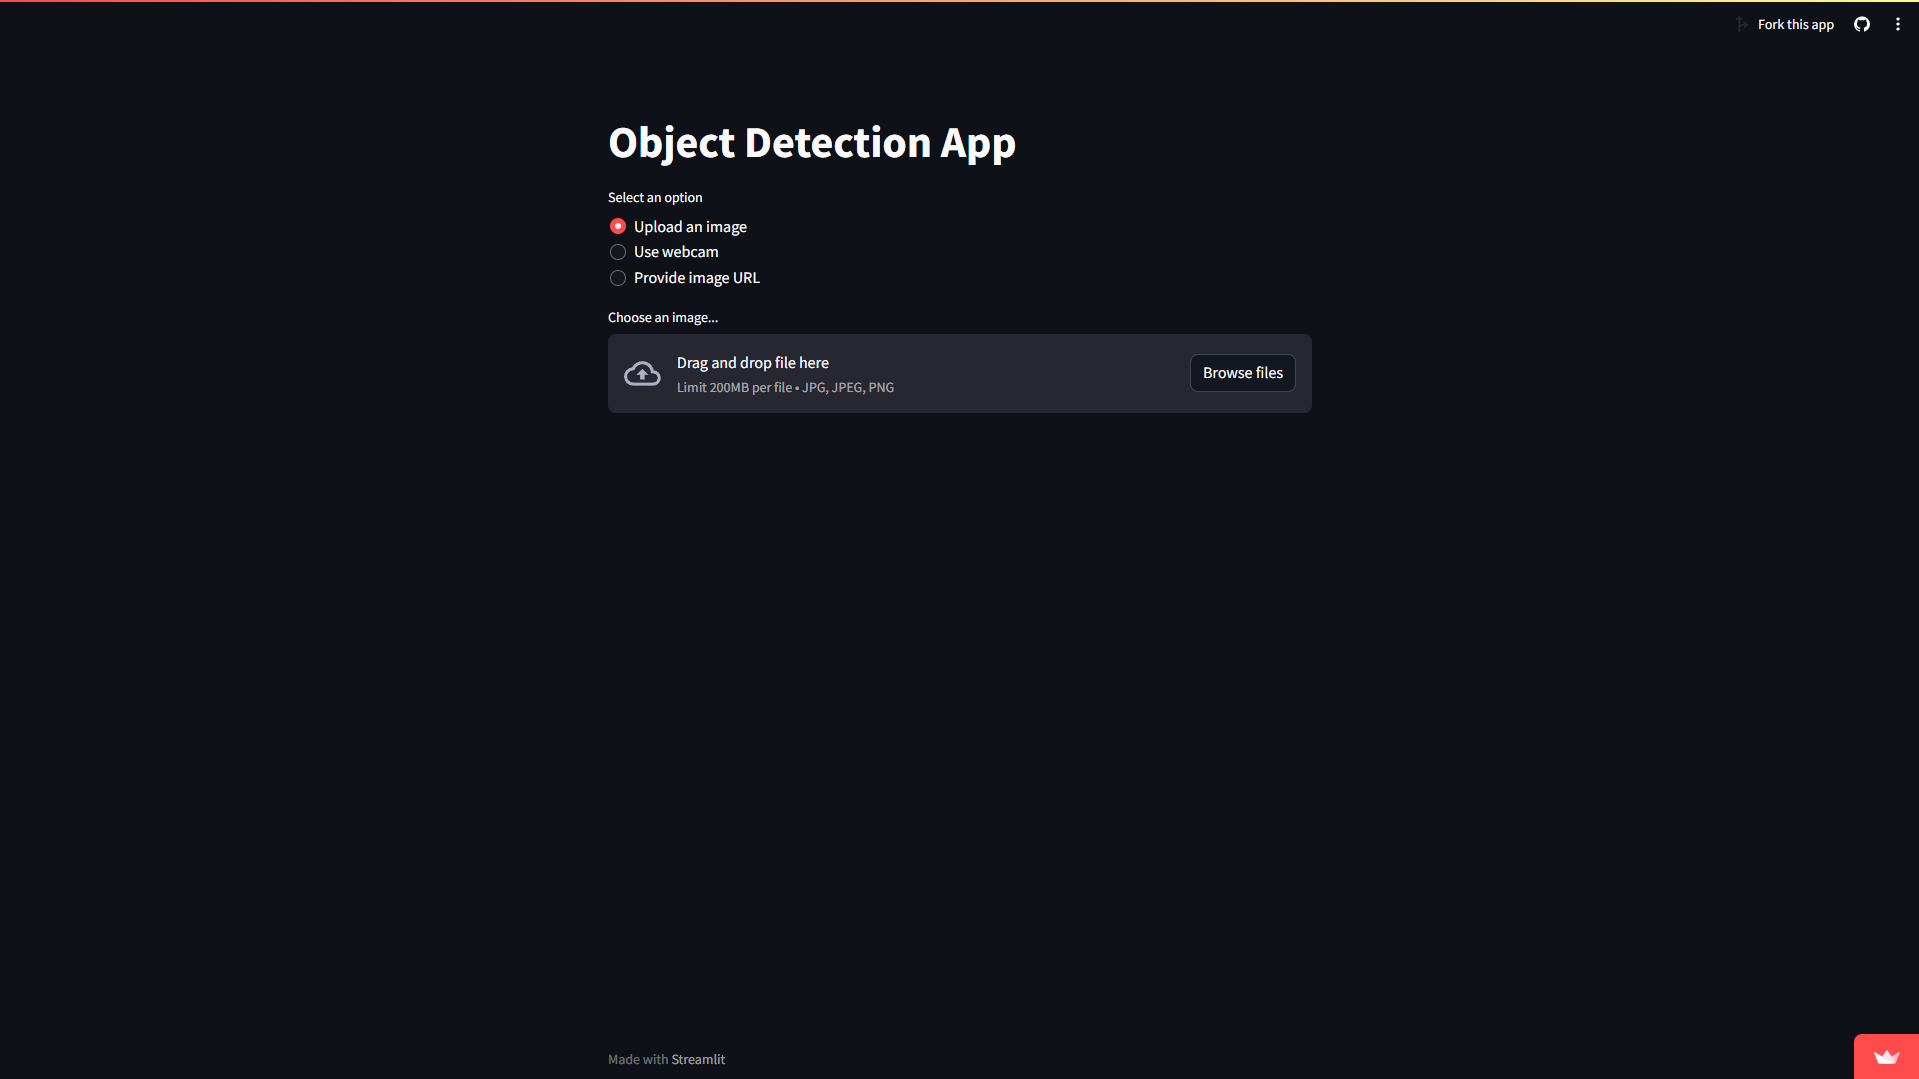 Fork this app
Object Detection App
Select an option
Upload an image
Use webcam
Provide image URL
Choose an image...
Drag and drop file here
Limit 200MB per file • JPG, JPEG, PNG
Browse files
Made with Streamlit